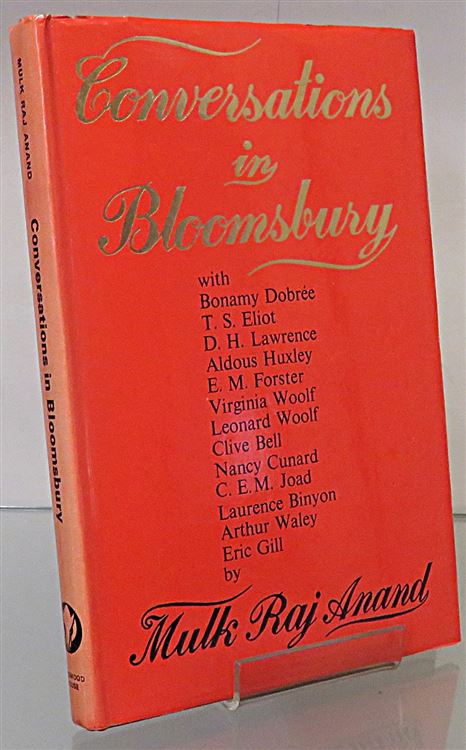 Conversations
in
Bloomsbury
with
Bonamy Dobrée
T. S. Eliot
D. H. Lawrence
Aldous Huxley
E. M. Forster
Virginia Woolf
Leonard Woolf
Clive Bell
Nancy Cunard
C. E. M. Joad
Laurence Binyon
Arthur Waley
Eric Gill
by
Mulk Raj Anand
MULK RAJ ANAND
Conversations in Bloomsbury